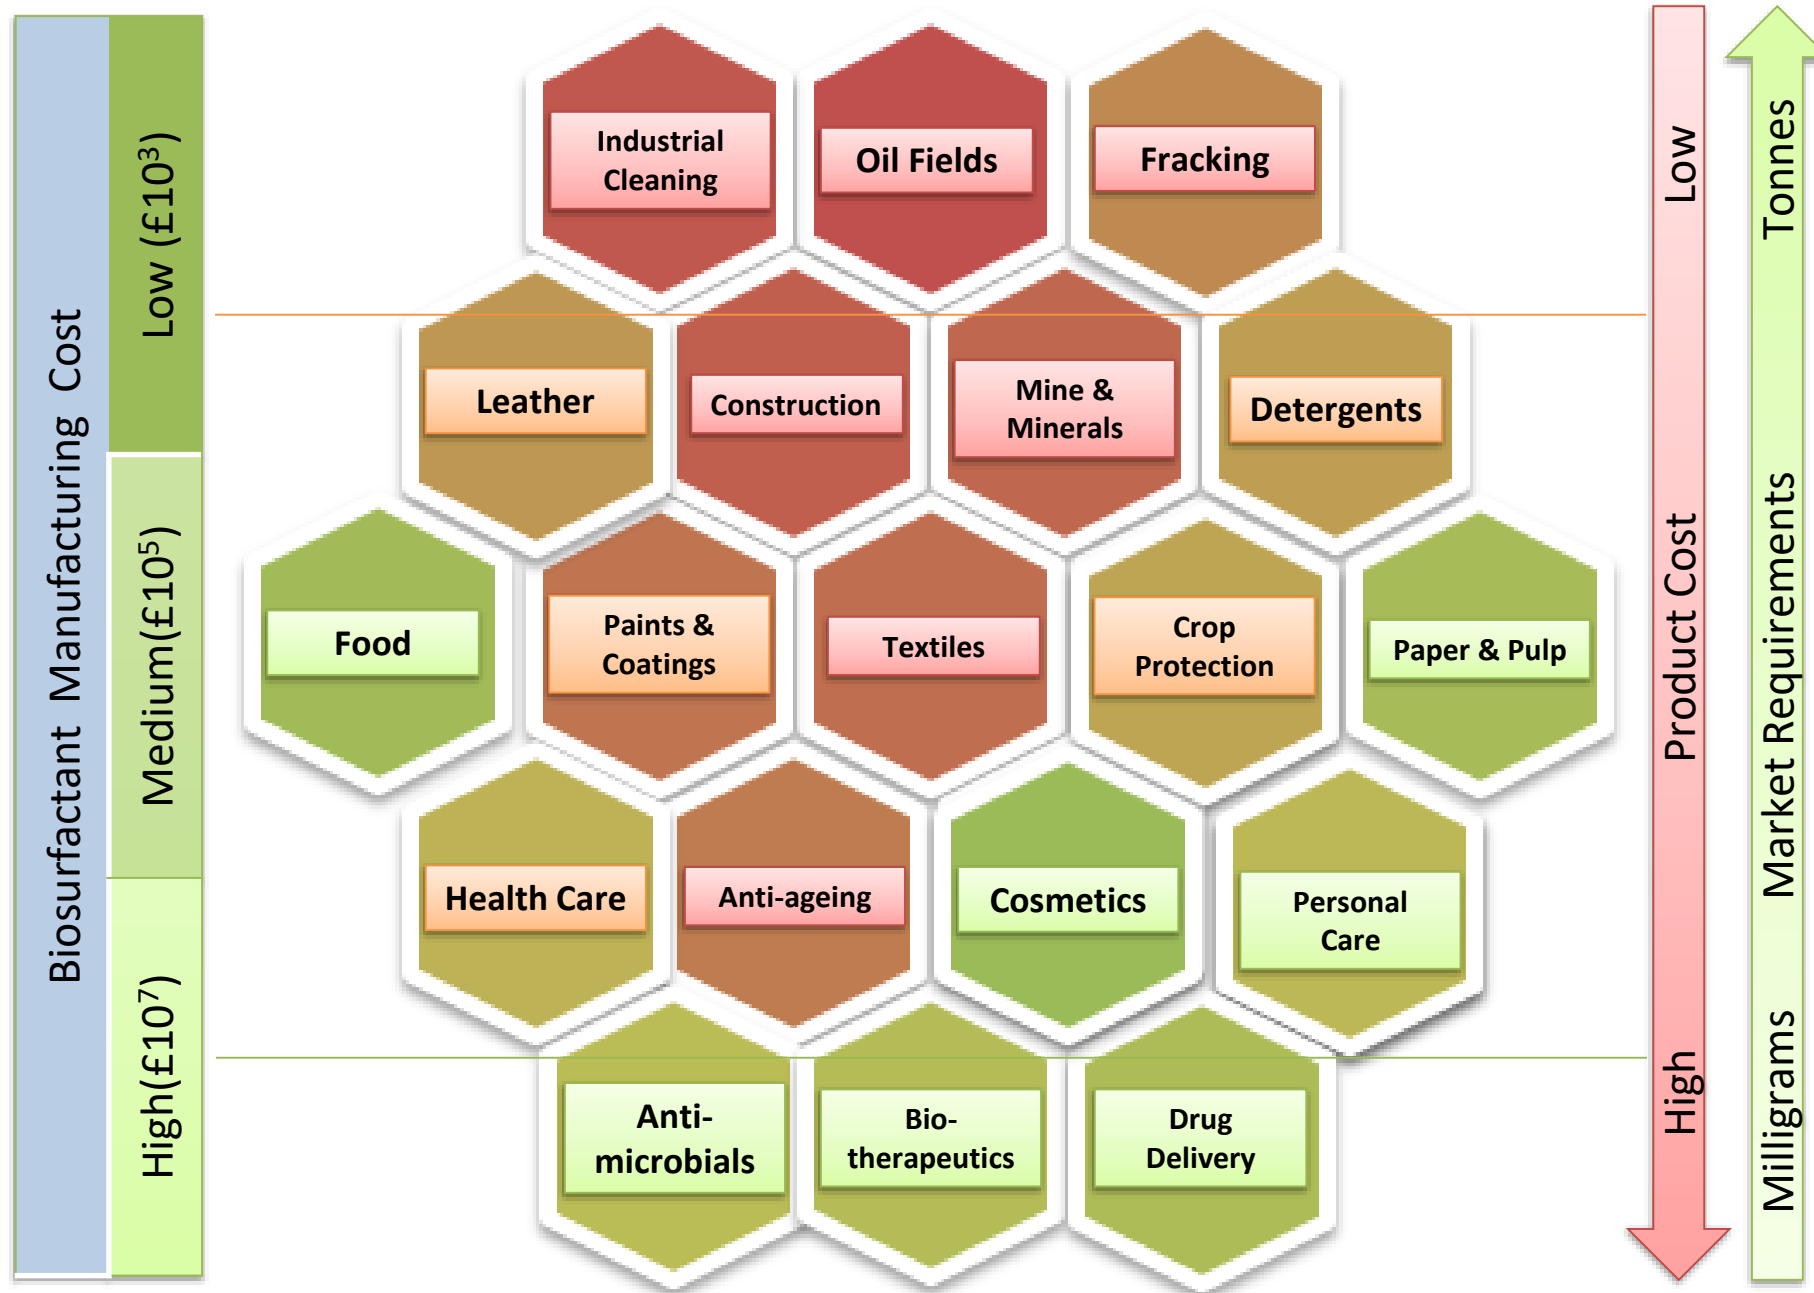 Biosurfactant Manufacturing Cost
Low (£10³)
Medium(£10⁵)
High(£10⁷)
Industrial
Cleaning
Oil Fields
Fracking
Leather
Construction
Mine &
Minerals
Detergents
Food
Paints &
Coatings
Textiles
Crop
Protection
Paper & Pulp
Health Care
Anti-ageing
Cosmetics
Personal
Care
Anti-
microbials
Bio-
therapeutics
Drug
Delivery
Low
Product Cost
High
Tonnes
Market Requirements
Milligrams